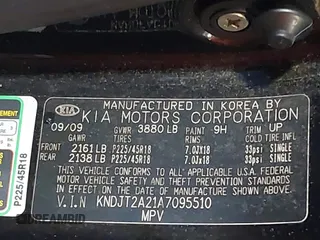 MANUFACTURED IN KOREA BY
KIA KIA MOTORS CORPORATION
09/09 GVWR 3880 LB PAINT 9H TRIM UP
GAWR TIRES RIMS COLD TIRE INFL
FRONT 2161 LB P225/45R18 7.0JX18 33psi SINGLE
REAR 2138 LB P225/45R18 7.0JX18 33psi SINGLE
THIS VEHICLE CONFORMS TO ALL APPLICABLE U.S.A. FEDERAL
MOTOR VEHICLE SAFETY, BUMPER, AND THEFT PREVENTION
STANDARDS IN EFFECT ON THE DATE OF MANUFACTURE SHOWN ABOVE.
V.I.N KNDJT2A21A7095510
MPV
P225/45R18